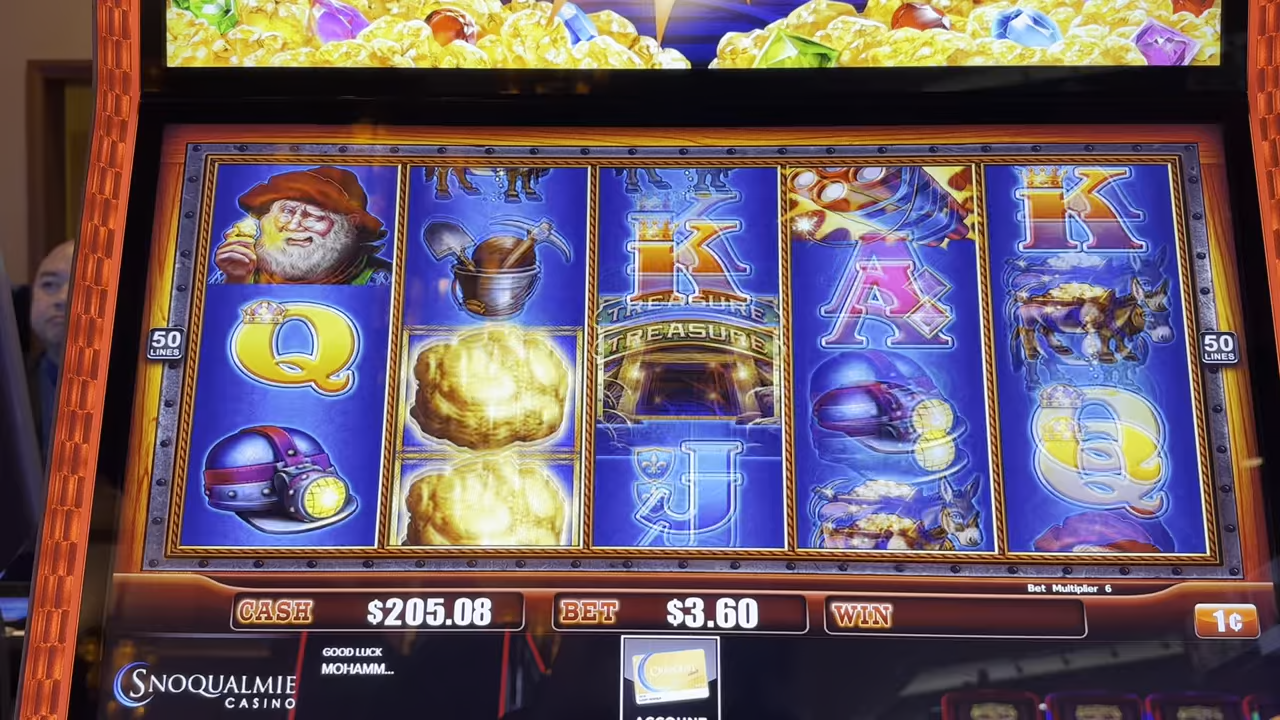 K
K
A
TREASURE
TREASURE
Q
50
LINES
50
LINES
Q
J
Bet Multiplier 6
CASH $205.08 BET $3.60 WIN
1¢
GOOD LUCK
MOHAMM...
SNOQUALMIE
CASINO